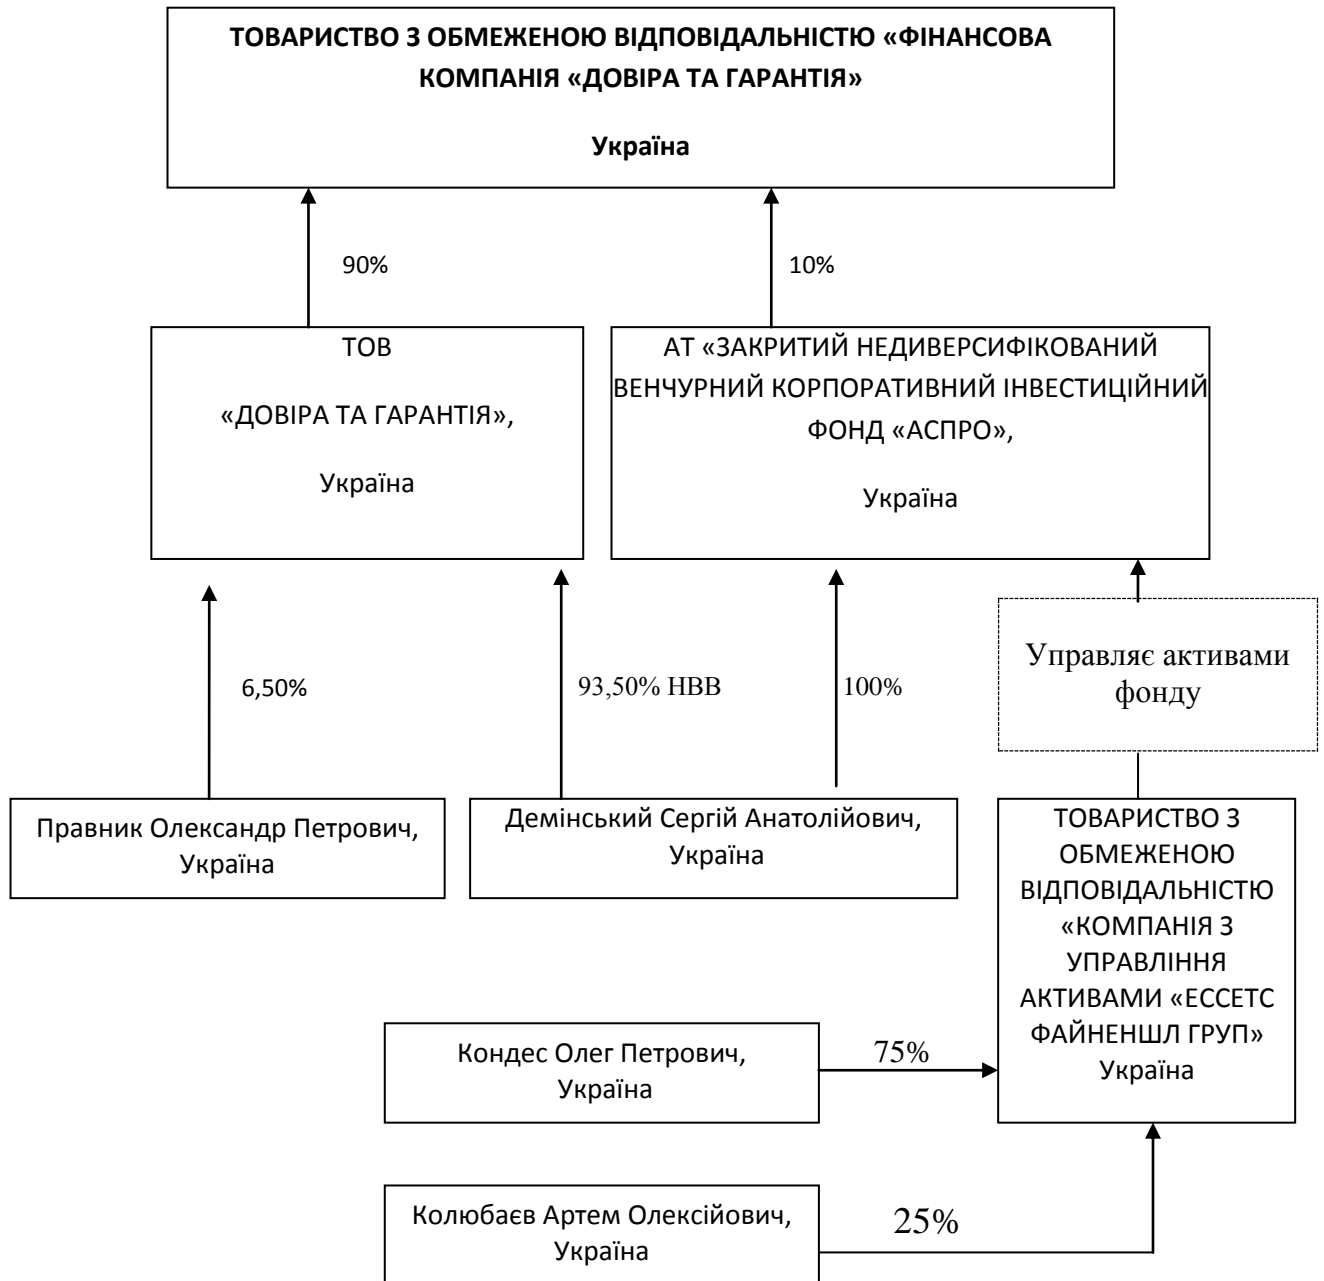 ТОВАРИСТВО З ОБМЕЖЕНОЮ ВІДПОВІДАЛЬНІСТЮ «ФІНАНСОВА
КОМПАНІЯ «ДОВІРА ТА ГАРАНТІЯ»
Україна
90%
10%
ТОВ
«ДОВІРА ТА ГАРАНТІЯ»,
Україна
АТ «ЗАКРИТИЙ НЕДИВЕРСИФІКОВАНИЙ
ВЕНЧУРНИЙ КОРПОРАТИВНИЙ ІНВЕСТИЦІЙНИЙ
ФОНД «АСПРО»,
Україна
6,50%
93,50% НВВ
100%
Управляє активами
фонду
Правник Олександр Петрович,
Україна
Демінський Сергій Анатолійович,
Україна
ТОВАРИСТВО З
ОБМЕЖЕНОЮ
ВІДПОВІДАЛЬНІСТЮ
«КОМПАНІЯ З
УПРАВЛІННЯ
АКТИВАМИ «ЕССЕТС
ФАЙНЕНШЛ ГРУП»
Україна
Кондес Олег Петрович,
Україна
75%
Колюбаєв Артем Олексійович,
Україна
25%